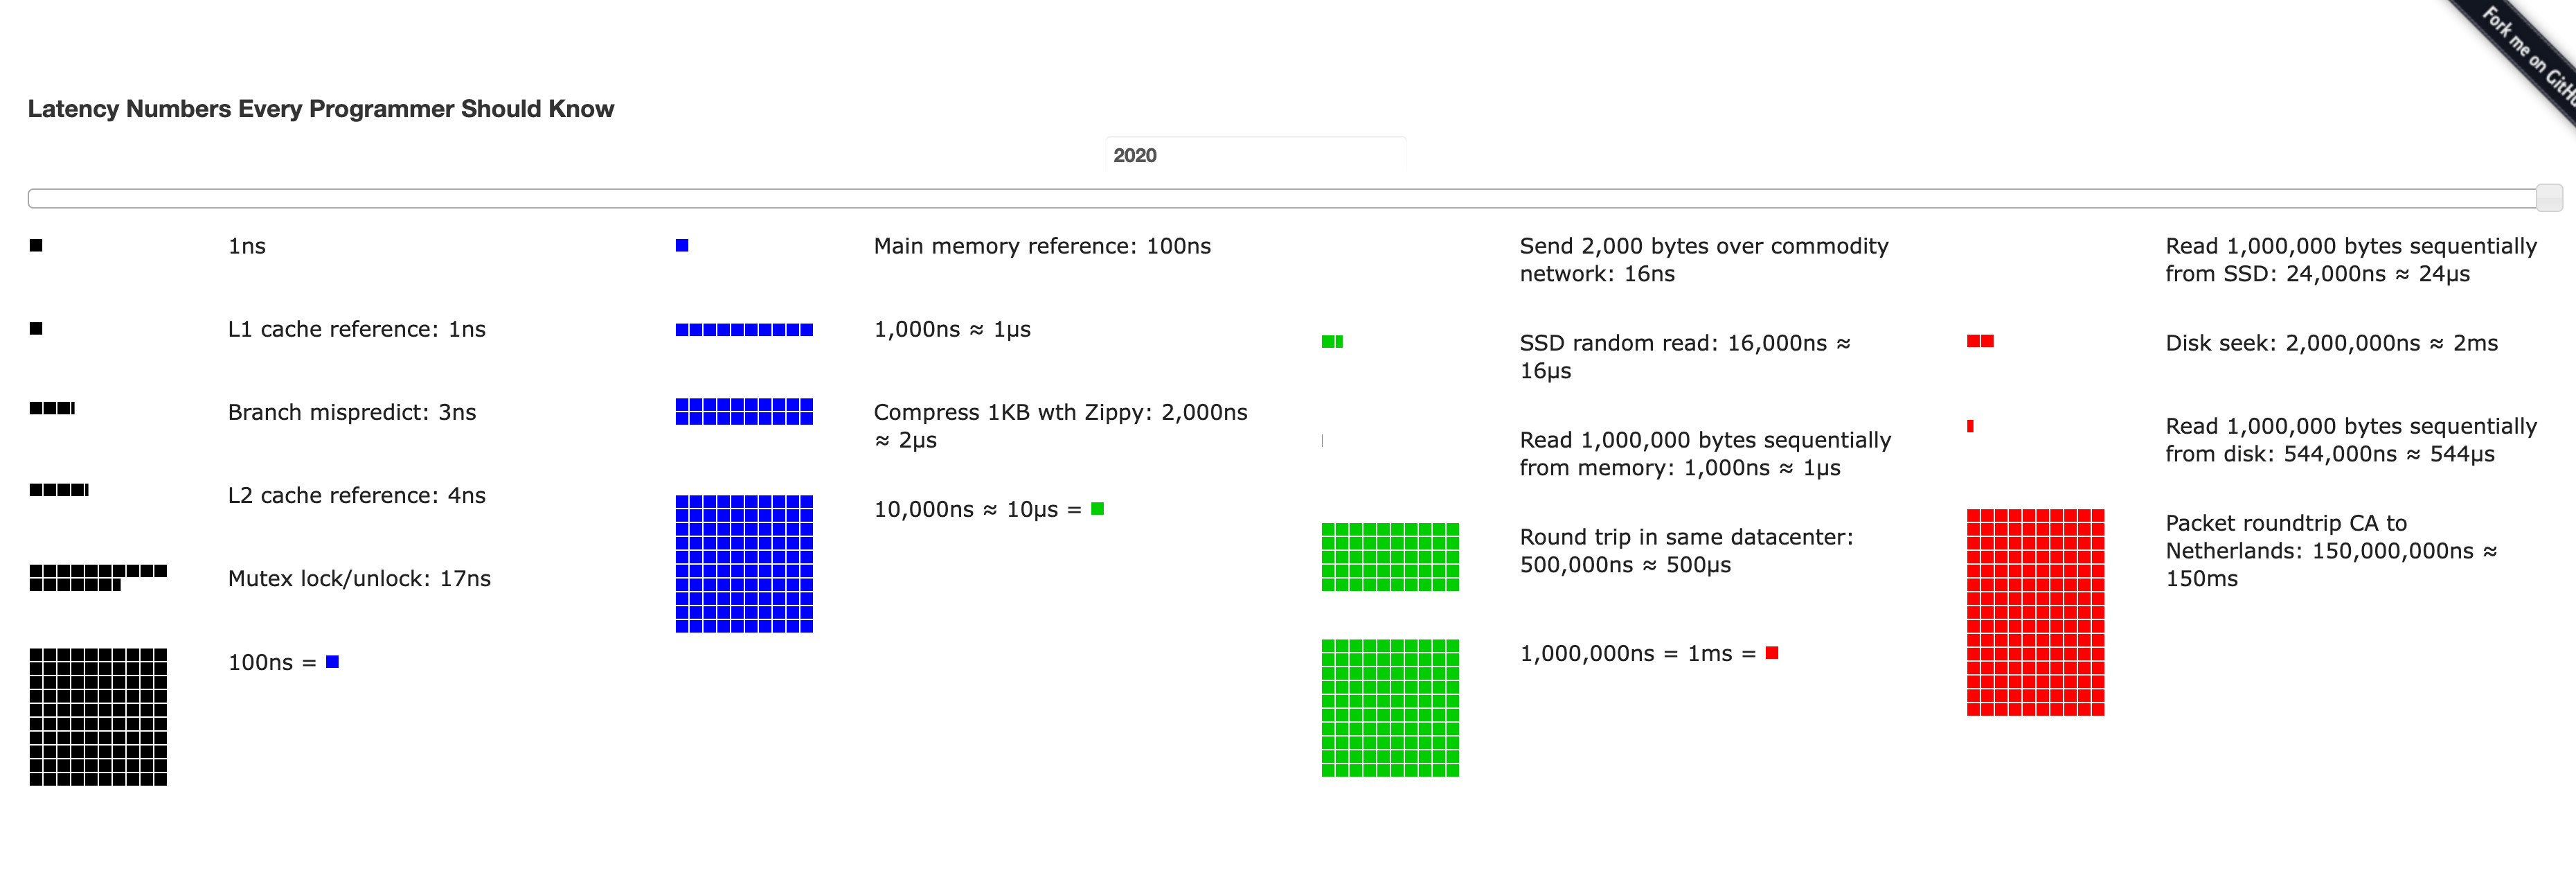 Fork me on GitHu
Latency Numbers Every Programmer Should Know
2020
1ns
L1 cache reference: 1ns
Branch mispredict: 3ns
L2 cache reference: 4ns
Mutex lock/unlock: 17ns
100ns =
Main memory reference: 100ns
1,000ns ≈ 1μs
Compress 1KB wth Zippy: 2,000ns
≈ 2μs
10,000ns ≈ 10μs =
Send 2,000 bytes over commodity
network: 16ns
SSD random read: 16,000ns ≈
16μs
Read 1,000,000 bytes sequentially
from memory: 1,000ns ≈ 1μs
Round trip in same datacenter:
500,000ns ≈ 500μs
1,000,000ns = 1ms =
Read 1,000,000 bytes sequentially
from SSD: 24,000ns ≈ 24μs
Disk seek: 2,000,000ns ≈ 2ms
Read 1,000,000 bytes sequentially
from disk: 544,000ns ≈ 544μs
Packet roundtrip CA to
Netherlands: 150,000,000ns ≈
150ms